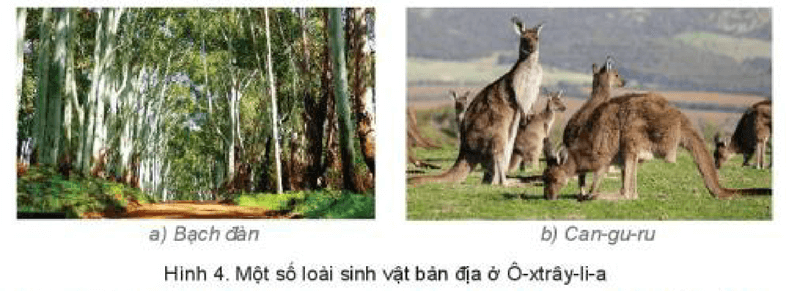 a) Bạch đàn
b) Can-gu-ru
Hình 4. Một số loài sinh vật bản địa ở Ô-xtrây-li-a